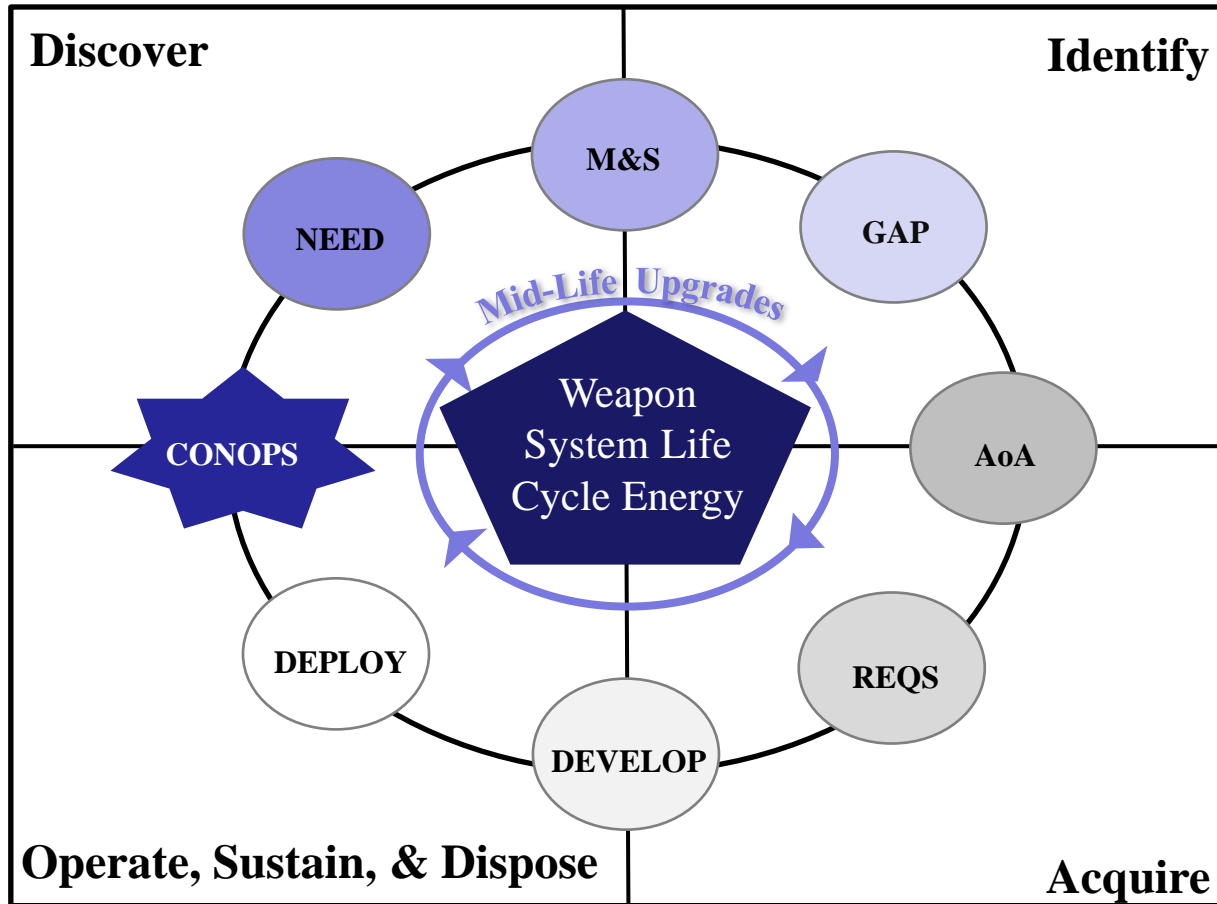 Discover
Identify
M&S
NEED
GAP
Mid-Life Upgrades
Weapon
System Life
Cycle Energy
CONOPS
AoA
DEPLOY
REQS
DEVELOP
Operate, Sustain, & Dispose
Acquire